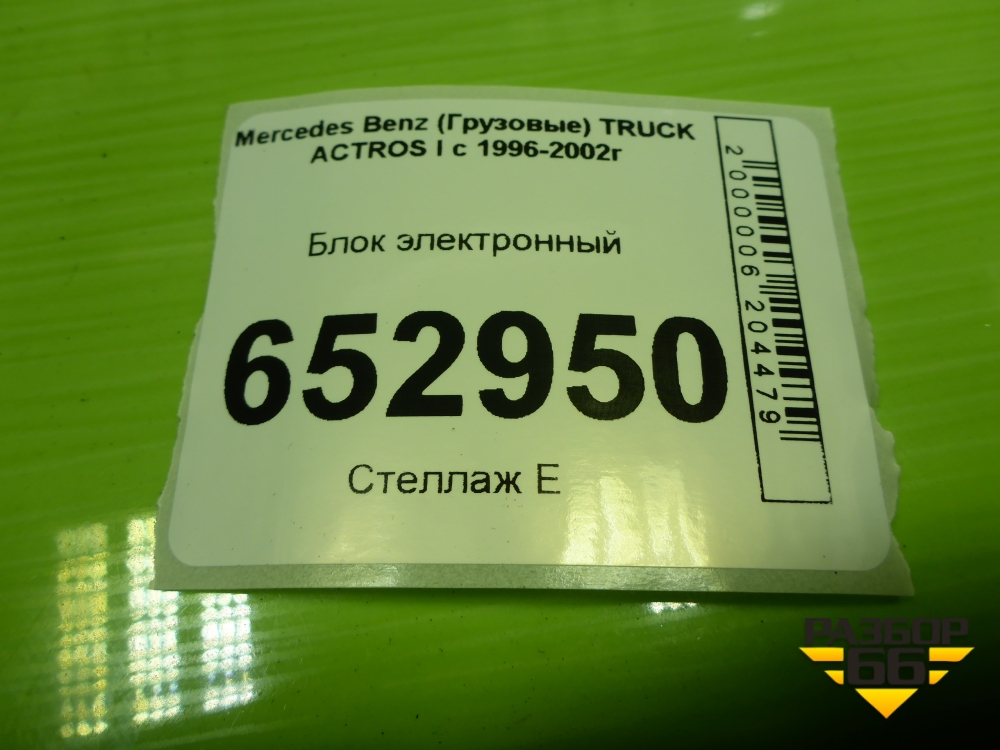 Mercedes Benz (Грузовые) TRUCK
ACTROS I с 1996-2002г
Блок электронный
652950
Стеллаж Е
2000006204479
РАЗБОР
66